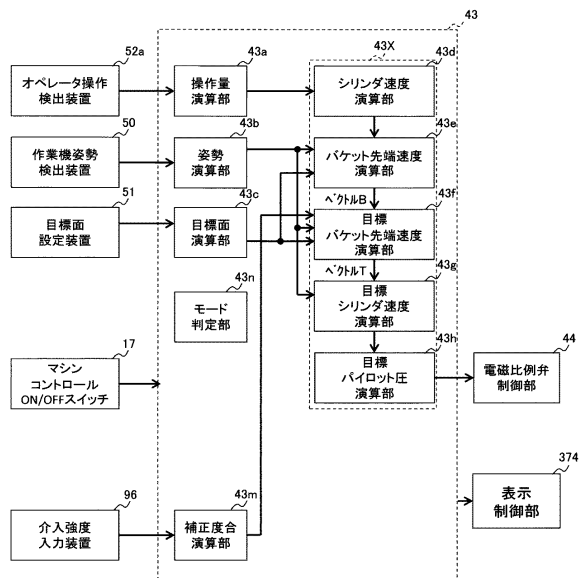 43
52a
オペレータ操作
検出装置
43a
操作量
演算部
43X
43d
シリンダ速度
演算部
50
作業機姿勢
検出装置
43b
姿勢
演算部
43e
バケット先端速度
演算部
ベクトルB
51
目標面
設定装置
43c
目標面
演算部
43f
目標
バケット先端速度
演算部
ベクトルT
43n
モード
判定部
43g
目標
シリンダ速度
演算部
17
マシン
コントロール
ON/OFFスイッチ
43h
目標
パイロット圧
演算部
44
電磁比例弁
制御部
374
表示
制御部
96
介入強度
入力装置
43m
補正度合
演算部